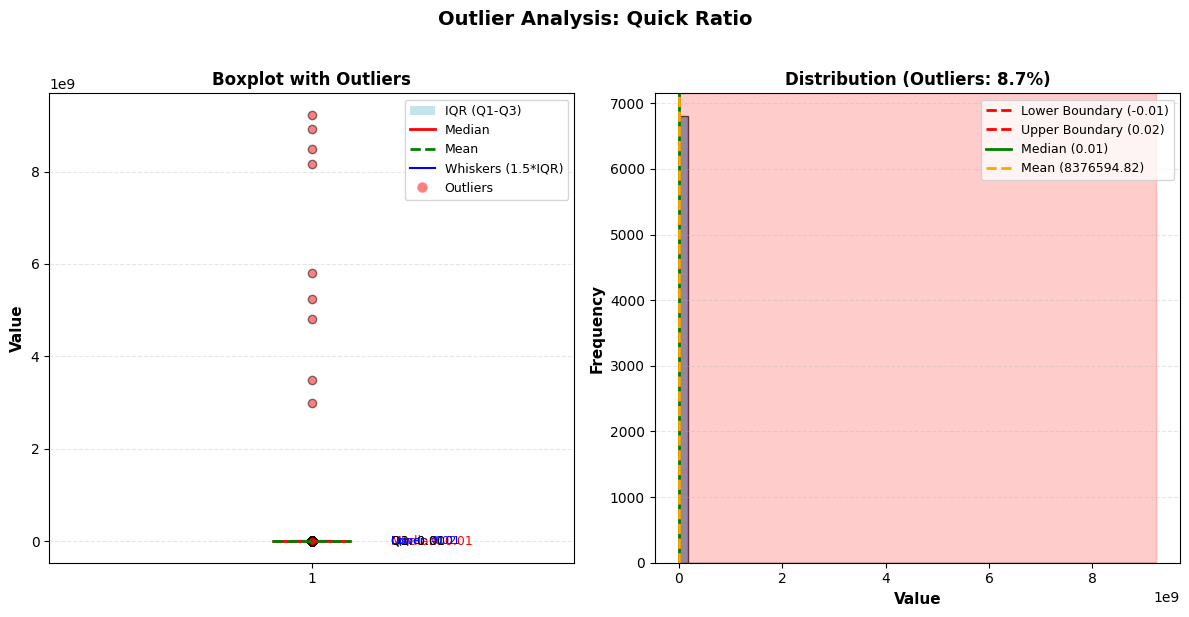 Outlier Analysis: Quick Ratio
Boxplot with Outliers
1e9
Value
8
6
4
2
0
1
IQR (Q1-Q3)
Median
Mean
Whiskers (1.5*IQR)
Outliers
Distribution (Outliers: 8.7%)
Frequency
7000
6000
5000
4000
3000
2000
1000
0
0 2 4 6 8
1e9
Value
Lower Boundary (-0.01)
Upper Boundary (0.02)
Median (0.01)
Mean (8376594.82)